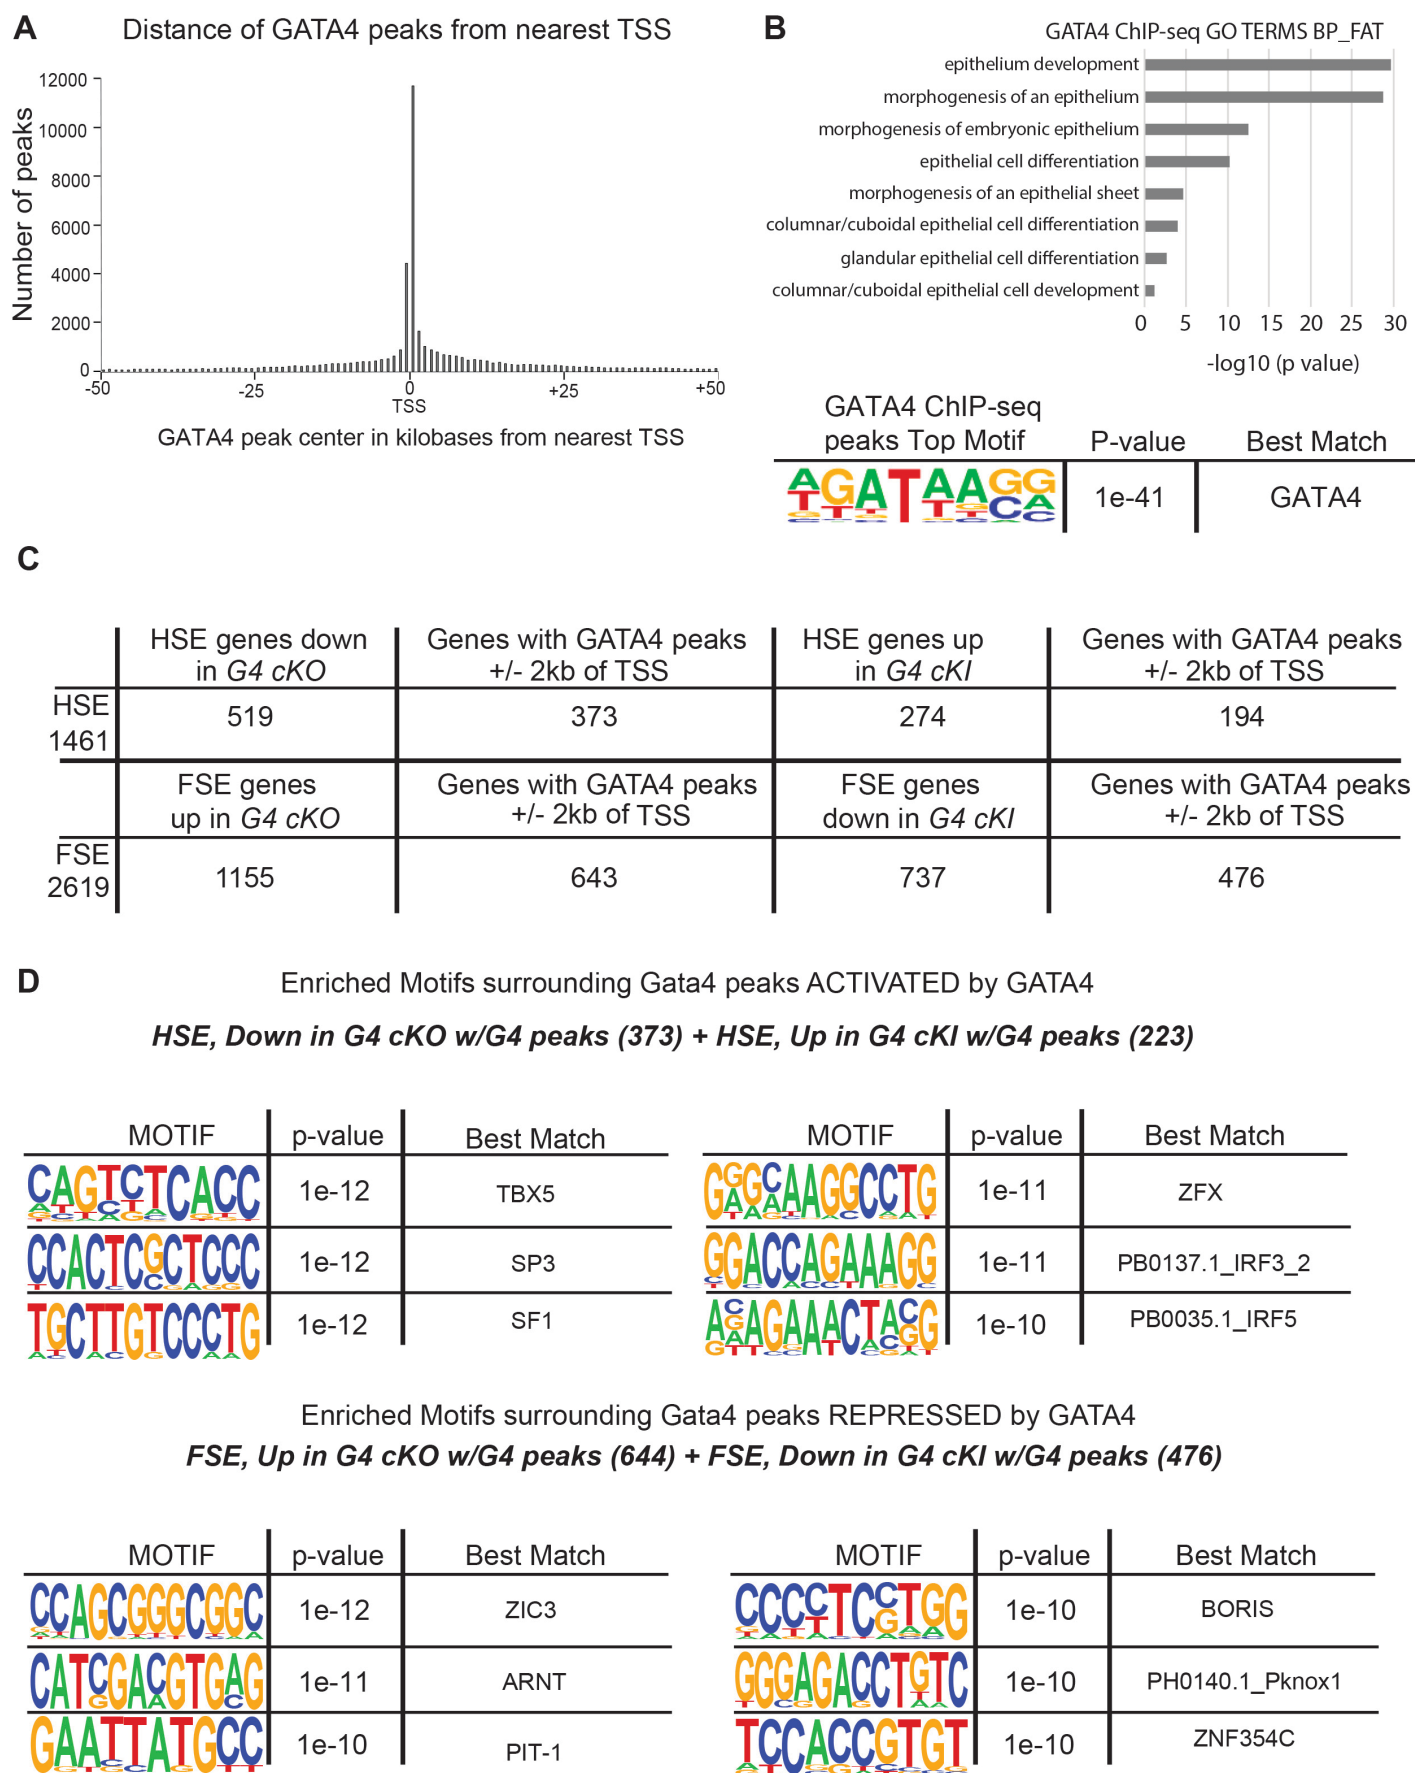 A
Distance of GATA4 peaks from nearest TSS
Number of peaks
12000
10000
8000
6000
4000
2000
0
-50
-25
0
+25
+50
TSS
GATA4 peak center in kilobases from nearest TSS
B
GATA4 ChIP-seq GO TERMS BP_FAT
epithelium development
morphogenesis of an epithelium
morphogenesis of embryonic epithelium
epithelial cell differentiation
morphogenesis of an epithelial sheet
columnar/cuboidal epithelial cell differentiation
glandular epithelial cell differentiation
columnar/cuboidal epithelial cell development
0 5 10 15 20 25 30
-log10 (p value)
GATA4 ChIP-seq
peaks Top Motif P-value Best Match
AGATAAGG 1e-41 GATA4
C
HSE genes down Genes with GATA4 peaks HSE genes up Genes with GATA4 peaks
in G4 cKO +/- 2kb of TSS in G4 cKI +/- 2kb of TSS
HSE
1461 519 373 274 194
FSE genes Genes with GATA4 peaks FSE genes Genes with GATA4 peaks
up in G4 cKO +/- 2kb of TSS down in G4 cKI +/- 2kb of TSS
FSE
2619 1155 643 737 476
D
Enriched Motifs surrounding Gata4 peaks ACTIVATED by GATA4
HSE, Down in G4 cKO w/G4 peaks (373) + HSE, Up in G4 cKI w/G4 peaks (223)
MOTIF p-value Best Match
CAGTCTCACC 1e-12 TBX5
CCACTCGCTCCC 1e-12 SP3
TGCTTGTCCCTG 1e-12 SF1
MOTIF p-value Best Match
GGGCAAGGCCTG 1e-11 ZFX
GGACCAGAAAGG 1e-11 PB0137.1_IRF3_2
ACAGAAACTACG 1e-10 PB0035.1_IRF5
Enriched Motifs surrounding Gata4 peaks REPRESSED by GATA4
FSE, Up in G4 cKO w/G4 peaks (644) + FSE, Down in G4 cKI w/G4 peaks (476)
MOTIF p-value Best Match
CCAGCGGGCGGC 1e-12 ZIC3
CATCGACGTGAG 1e-11 ARNT
GAATTATGCC 1e-10 PIT-1
MOTIF p-value Best Match
CCCCTCCTGG 1e-10 BORIS
GGGAGACCTGTC 1e-10 PH0140.1_Pknox1
TCCACCGTGT 1e-10 ZNF354C